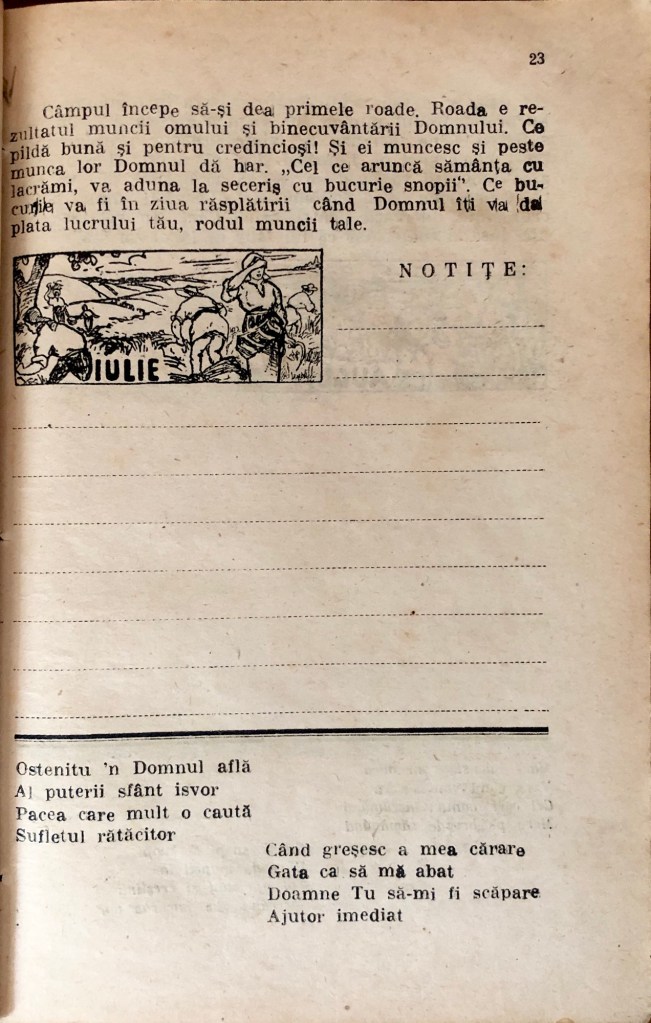 23
Câmpul începe să-și dea primele roade. Roada e re-
zultatul muncii omului și binecuvântării Domnului. Ce
pildă bună și pentru credincioși! Și ei muncesc și peste
munca lor Domnul dă har. „Cel ce aruncă sămânța cu
lacrămi, va aduna la seceriș cu bucurie snopii". Ce bu-
curie va fi în ziua răsplătirii când Domnul îți va da
plata lucrului tău, rodul muncii tale.
NOTIȚE:
IULIE
Ostenitu 'n Domnul află
Al puterii sfânt isvor
Pacea care mult o caută
Sufletul rătăcitor
Când greșesc a mea cărare
Gata ca să mă abat
Doamne Tu să-mi fi scăpare
Ajutor imediat